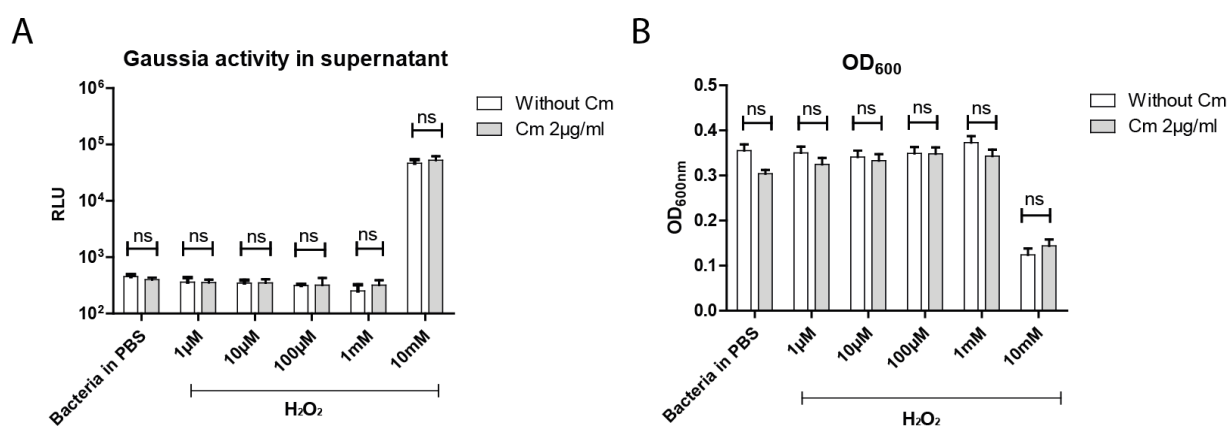 A
Gaussia activity in supernatant
Without Cm
Cm 2µg/ml
RLU
10⁶
10⁵
10⁴
10³
10²
ns
ns
ns
ns
ns
ns
Bacteria in PBS
1µM
10µM
100µM
1mM
10mM
H₂O₂
B
OD₆₀₀
Without Cm
Cm 2µg/ml
OD₆₀₀ₙₘ
0.5
0.4
0.3
0.2
0.1
0.0
ns
ns
ns
ns
ns
ns
Bacteria in PBS
1µM
10µM
100µM
1mM
10mM
H₂O₂